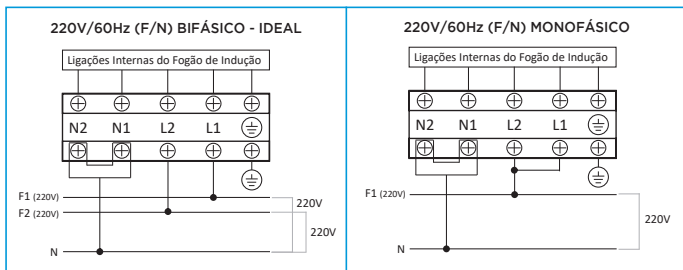 220V/60Hz (F/N) BIFÁSICO - IDEAL
Ligações Internas do Fogão de Indução
N2 N1 L2 L1
F1 (220V)
F2 (220V)
N
220V
220V
220V/60Hz (F/N) MONOFÁSICO
Ligações Internas do Fogão de Indução
N2 N1 L2 L1
F1 (220V)
N
220V